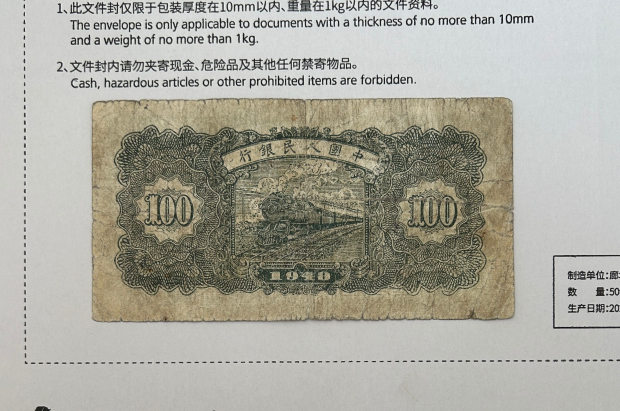 1、此文件封仅限于包装厚度在10mm以内、重量在1kg以内的文件资料。
The envelope is only applicable to documents with a thickness of no more than 10mm
and a weight of no more than 1kg.
2、文件封内请勿夹寄现金、危险品及其他任何禁寄物品。
Cash, hazardous articles or other prohibited items are forbidden.
中國人民銀行
100
100
1949
制造单位:廊
数 量:50
生产日期:20